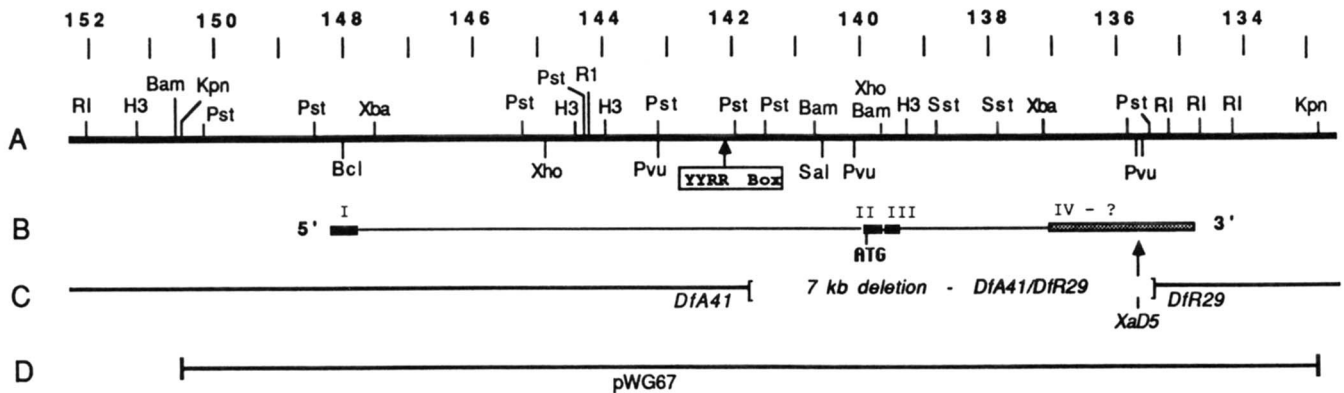 152 150 148 146 144 142 140 138 136 134
Pst R1 Xho
Bam Kpn
RI H3 Pst Pst Xba Pst H3 H3 Pst Pst Pst Bam Bam H3 Sst Sst Xba Pst RI RI RI Kpn
A
Bcl Xho Pvu YYRR Box Sal Pvu Pvu
I II III IV - ?
B 5' 3'
ATG
C DfA41 7 kb deletion - DfA41/DfR29 DfR29
XaD5
D
pWG67